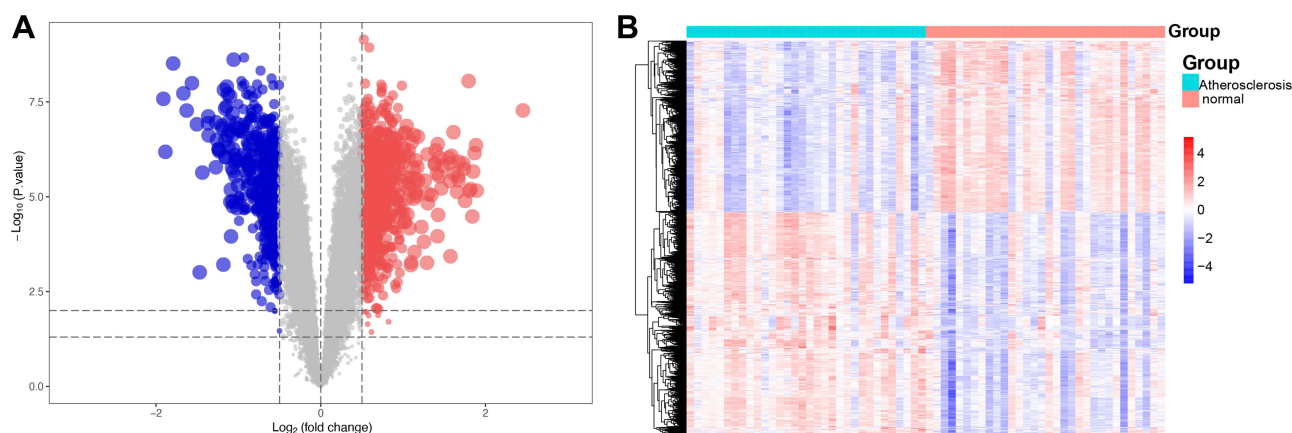 A
7.5
5.0
2.5
0.0
−2
0
2
Log2 (fold change)
− Log10 (P.value)
B
Group
Group
Atherosclerosis
normal
4
2
0
−2
−4